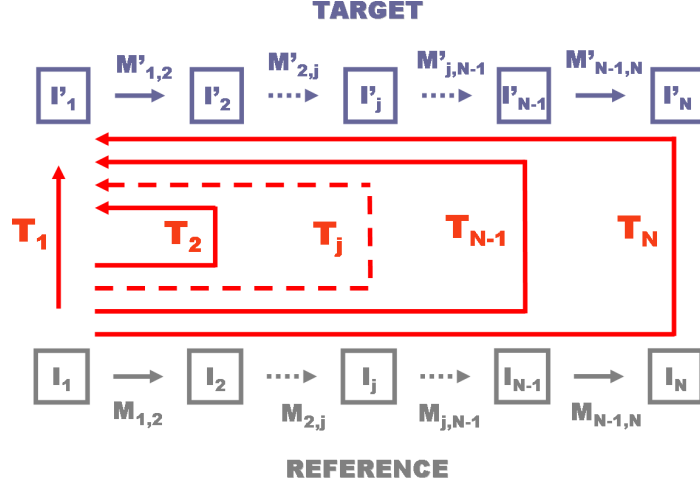 TARGET
M'1,2 M'2,j M'j,N-1 M'N-1,N
I'1 I'2 I'j I'N-1 I'N
T1 T2 Tj TN-1 TN
I1 I2 Ij IN-1 IN
M1,2 M2,j Mj,N-1 MN-1,N
REFERENCE